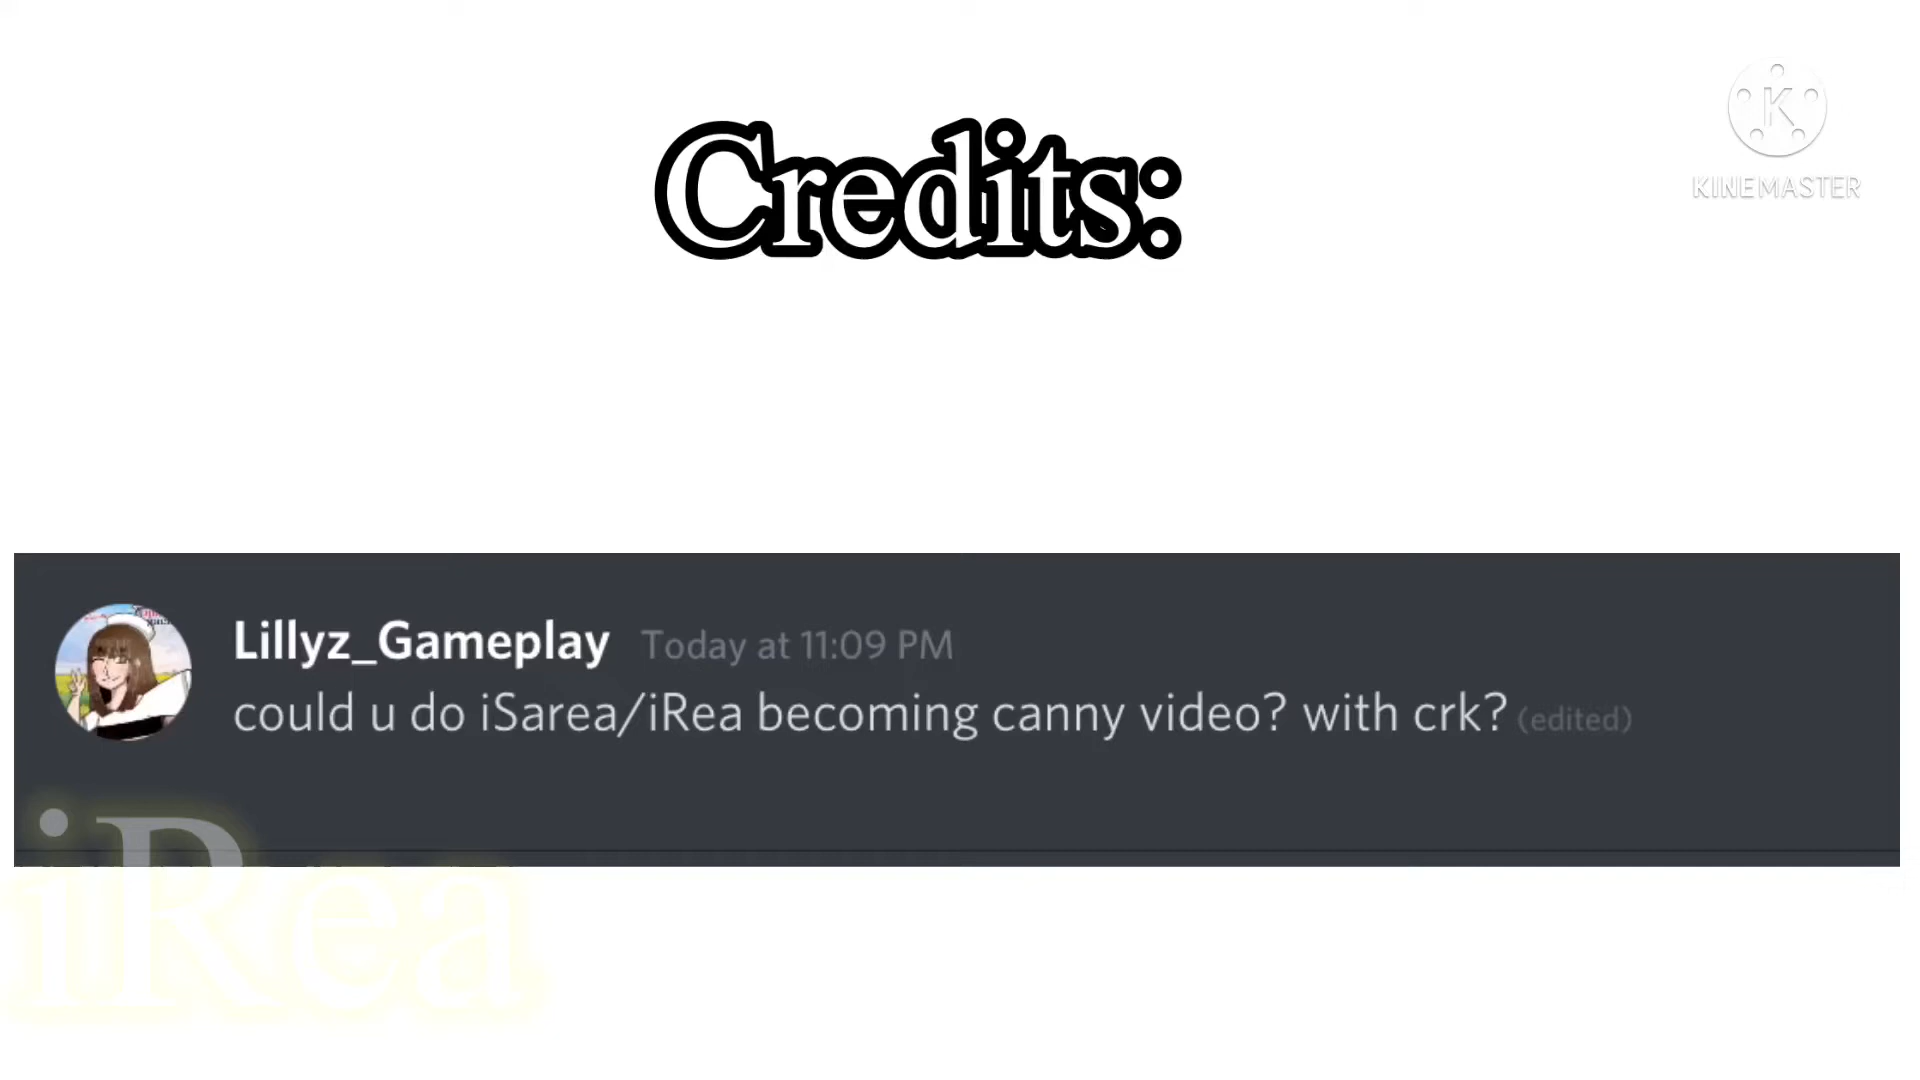 Credits:
KINEMASTER
Lillyz_Gameplay Today at 11:09 PM
could u do iSarea/iRea becoming canny video? with crk? (edited)
iRea